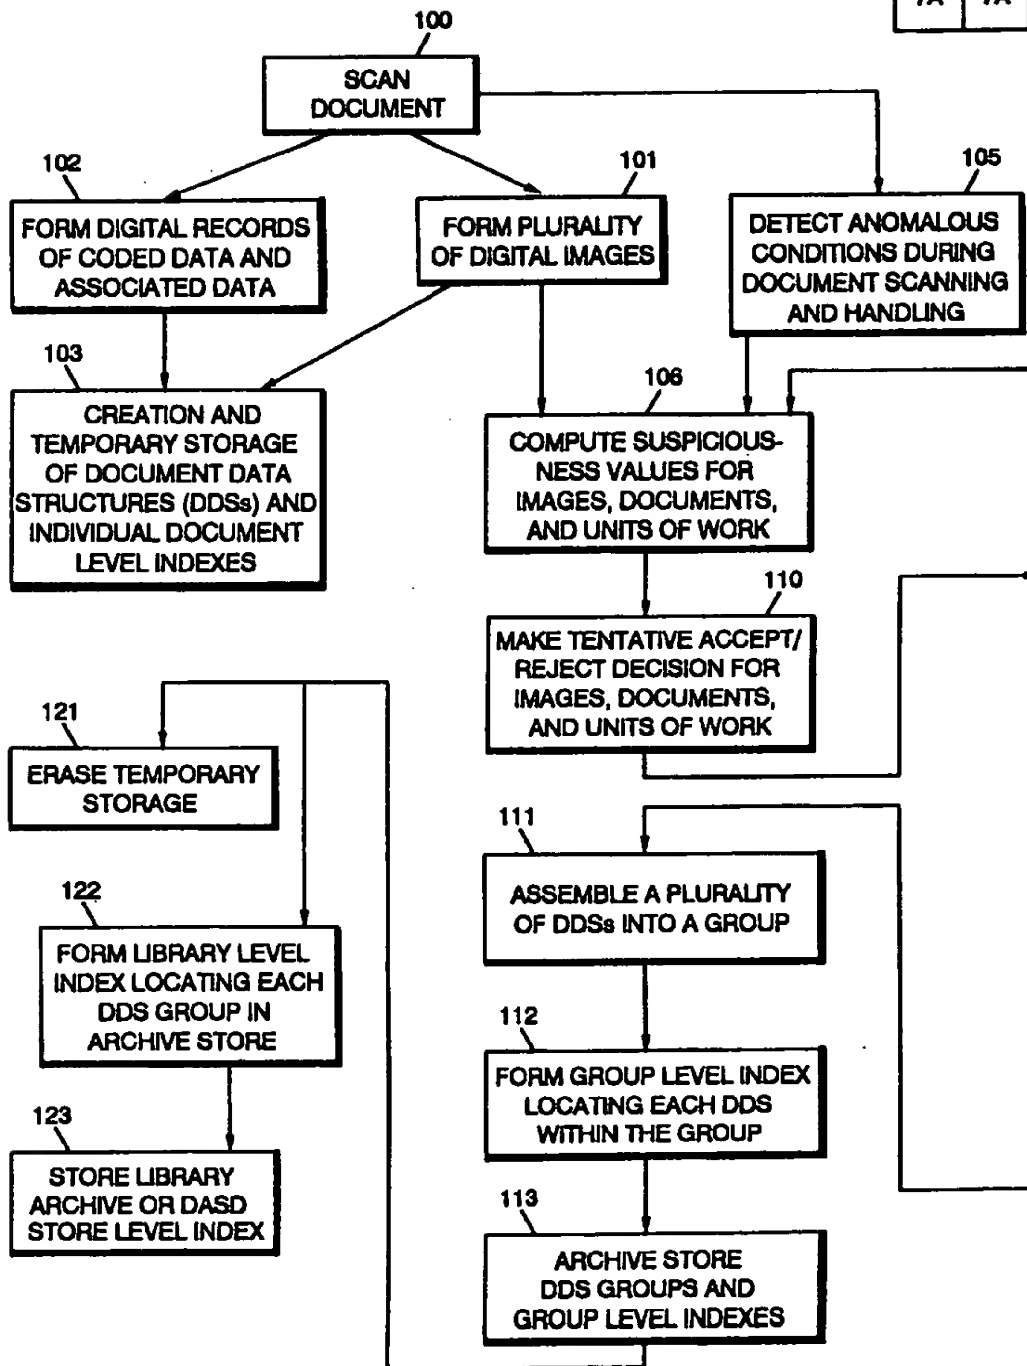 7A 7A
100
SCAN
DOCUMENT
102
FORM DIGITAL RECORDS
OF CODED DATA AND
ASSOCIATED DATA
101
FORM PLURALITY
OF DIGITAL IMAGES
105
DETECT ANOMALOUS
CONDITIONS DURING
DOCUMENT SCANNING
AND HANDLING
103
CREATION AND
TEMPORARY STORAGE
OF DOCUMENT DATA
STRUCTURES (DDSs) AND
INDIVIDUAL DOCUMENT
LEVEL INDEXES
106
COMPUTE SUSPICIOUS-
NESS VALUES FOR
IMAGES, DOCUMENTS,
AND UNITS OF WORK
110
MAKE TENTATIVE ACCEPT/
REJECT DECISION FOR
IMAGES, DOCUMENTS,
AND UNITS OF WORK
121
ERASE TEMPORARY
STORAGE
111
ASSEMBLE A PLURALITY
OF DDSs INTO A GROUP
122
FORM LIBRARY LEVEL
INDEX LOCATING EACH
DDS GROUP IN
ARCHIVE STORE
112
FORM GROUP LEVEL INDEX
LOCATING EACH DDS
WITHIN THE GROUP
123
STORE LIBRARY
ARCHIVE OR DASD
STORE LEVEL INDEX
113
ARCHIVE STORE
DDS GROUPS AND
GROUP LEVEL INDEXES